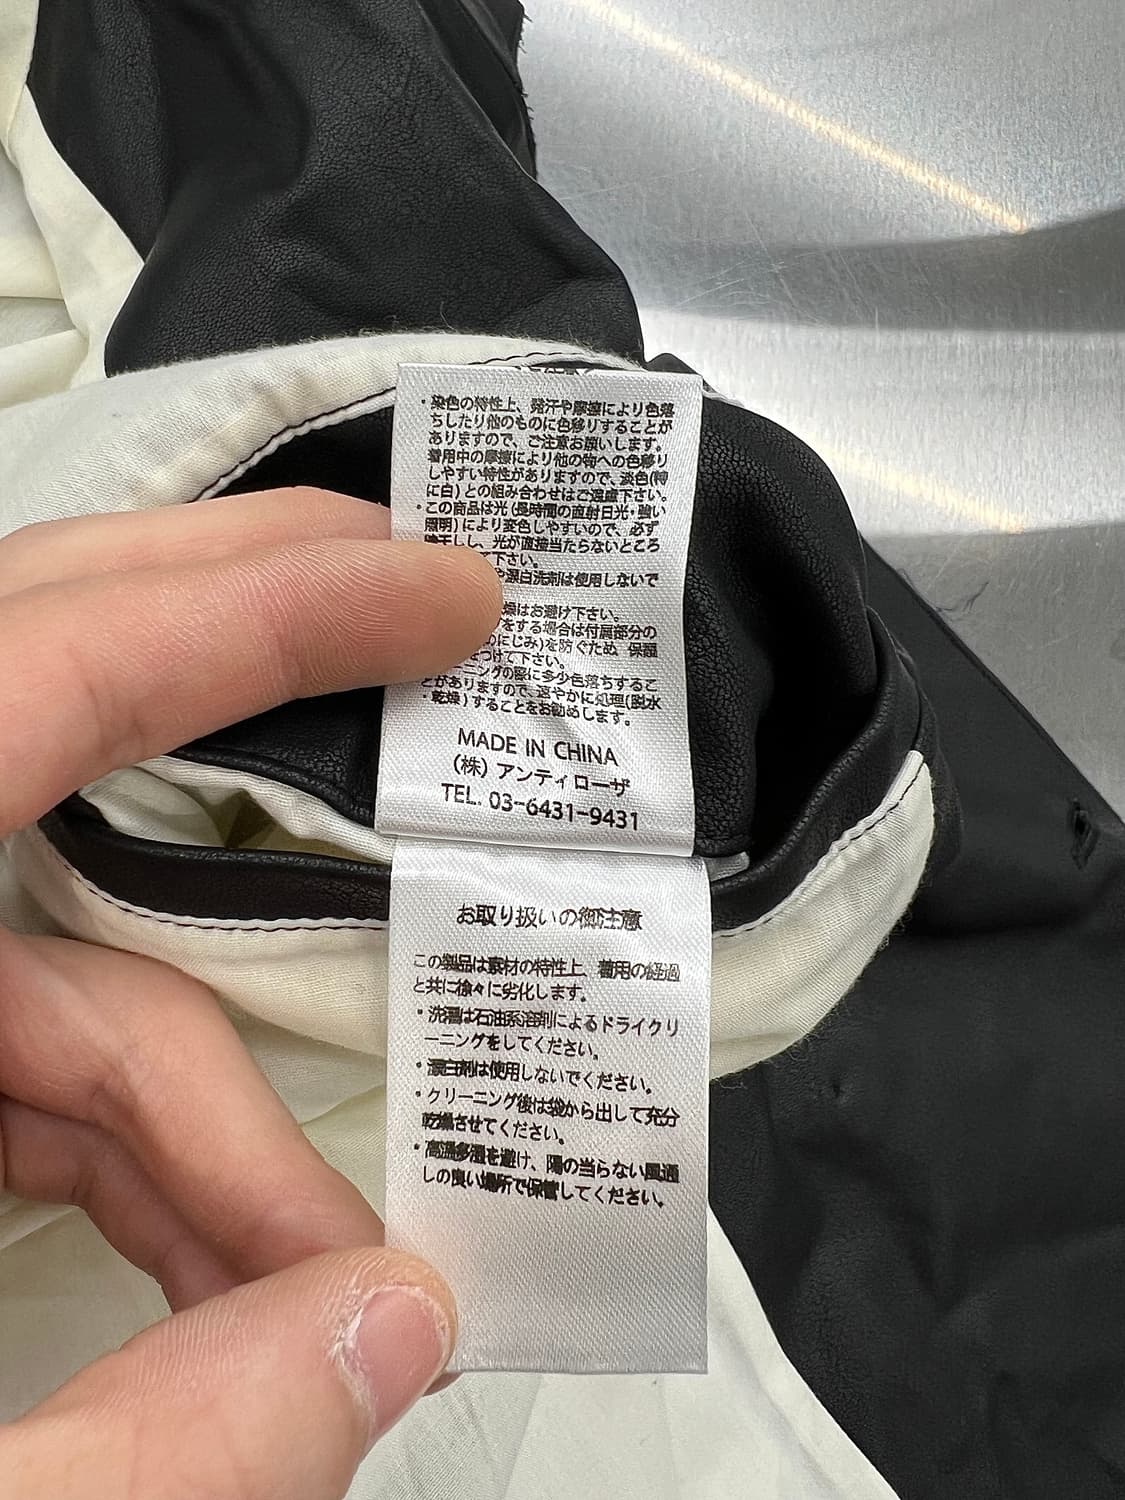 ・染色の特性上、発汗や摩擦により色落
ちしたり他のものに色移りすることが
ありますので、ご注意お願いします。
着用中の摩擦により他の物への色移り
しやすい特性がありますので、淡色(特
に白)との組み合わせはご遠慮下さい。
・この商品は光(長時間の直射日光・強い
照明)により変色しやすいので、必ず
陰干しし、光が直接当たらないところ
下さい。
や漂白洗剤は使用しないで
燥はお避け下さい。
をする場合は付属部分の
のにじみ)を防ぐため、保護
つけて下さい。
ーニングの際に多少色落ちするこ
とがありますので、速やかに処理(脱水
・乾燥)することをお勧めします。
MADE IN CHINA
(株)アンティローザ
TEL. 03-6431-9431
お取り扱いの御注意
この製品は素材の特性上、着用の経過
と共に徐々に劣化します。
・洗濯は石油系溶剤によるドライクリ
ーニングをしてください。
・漂白剤は使用しないでください。
・クリーニング後は袋から出して充分
乾燥させてください。
・高温多湿を避け、陽の当らない風通
しの良い場所で保管してください。